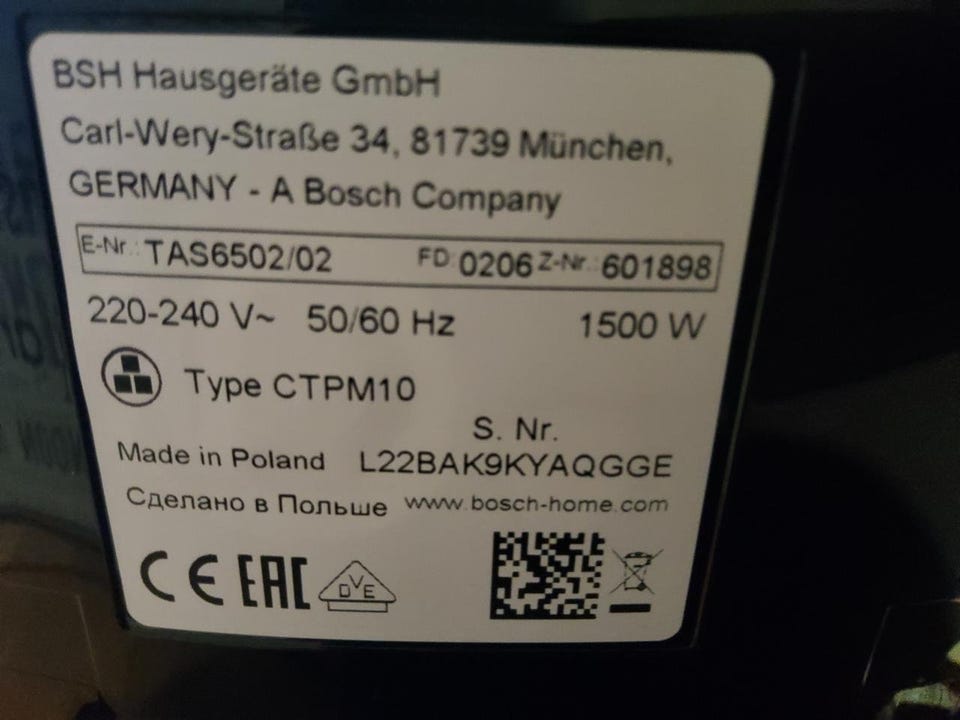 BSH Hausgeräte GmbH
Carl-Wery-Straße 34, 81739 München,
GERMANY - A Bosch Company
E-Nr.: TAS6502/02 FD: 0206 Z-Nr.: 601898
220-240 V~ 50/60 Hz 1500 W
Type CTPM10
S. Nr.
Made in Poland L22BAK9KYAQGGE
Сделано в Польше www.bosch-home.com
CE EAC DVE